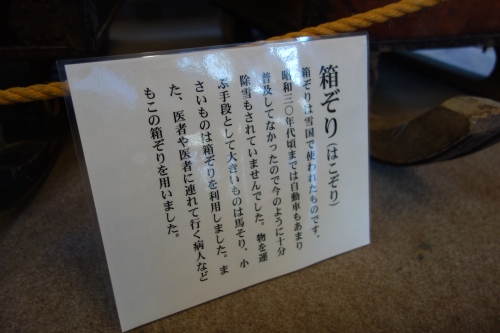 箱ぞり(はこぞり)
箱ぞりは雪国で使われたものです。
昭和三〇年代頃までは自動車もあまり
普及してなかったので今のように十分
除雪もされていませんでした。物を運
ぶ手段として大きいものは馬そり、小
さいものは箱ぞりを利用しました。ま
た、医者や医者に連れて行く病人など
もこの箱ぞりを用いました。